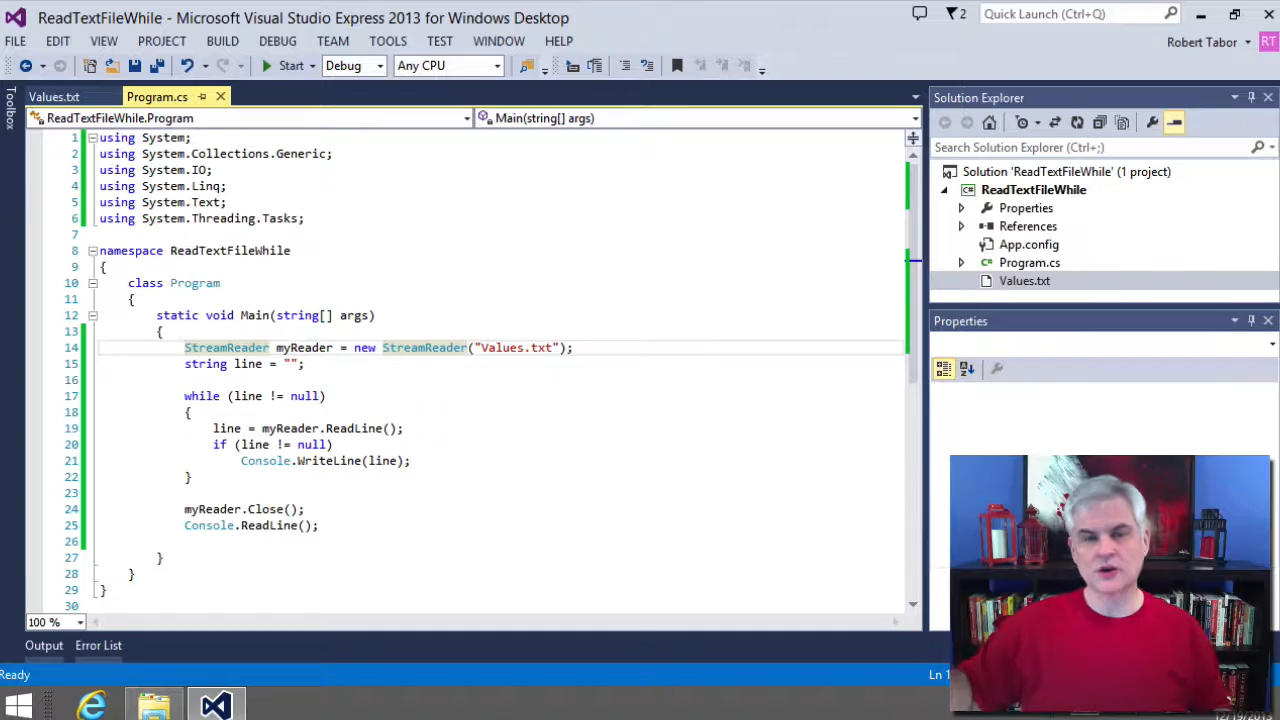 ReadTextFileWhile - Microsoft Visual Studio Express 2013 for Windows Desktop
2
Quick Launch (Ctrl+Q)
FILE EDIT VIEW PROJECT BUILD DEBUG TEAM TOOLS TEST WINDOW HELP
Robert Tabor RT
Start Debug Any CPU
Toolbox
Values.txt Program.cs
ReadTextFileWhile.Program Main(string[] args)
1 using System;
2 using System.Collections.Generic;
3 using System.IO;
4 using System.Linq;
5 using System.Text;
6 using System.Threading.Tasks;
7
8 namespace ReadTextFileWhile
9 {
10 class Program
11 {
12 static void Main(string[] args)
13 {
14 StreamReader myReader = new StreamReader("Values.txt");
15 string line = "";
16
17 while (line != null)
18 {
19 line = myReader.ReadLine();
20 if (line != null)
21 Console.WriteLine(line);
22 }
23
24 myReader.Close();
25 Console.ReadLine();
26
27 }
28 }
29 }
30
100 %
Output Error List
Ready
Ln 1
Solution Explorer
Search Solution Explorer (Ctrl+;)
Solution 'ReadTextFileWhile' (1 project)
C# ReadTextFileWhile
Properties
References
App.config
C# Program.cs
Values.txt
Properties
12/19/2013